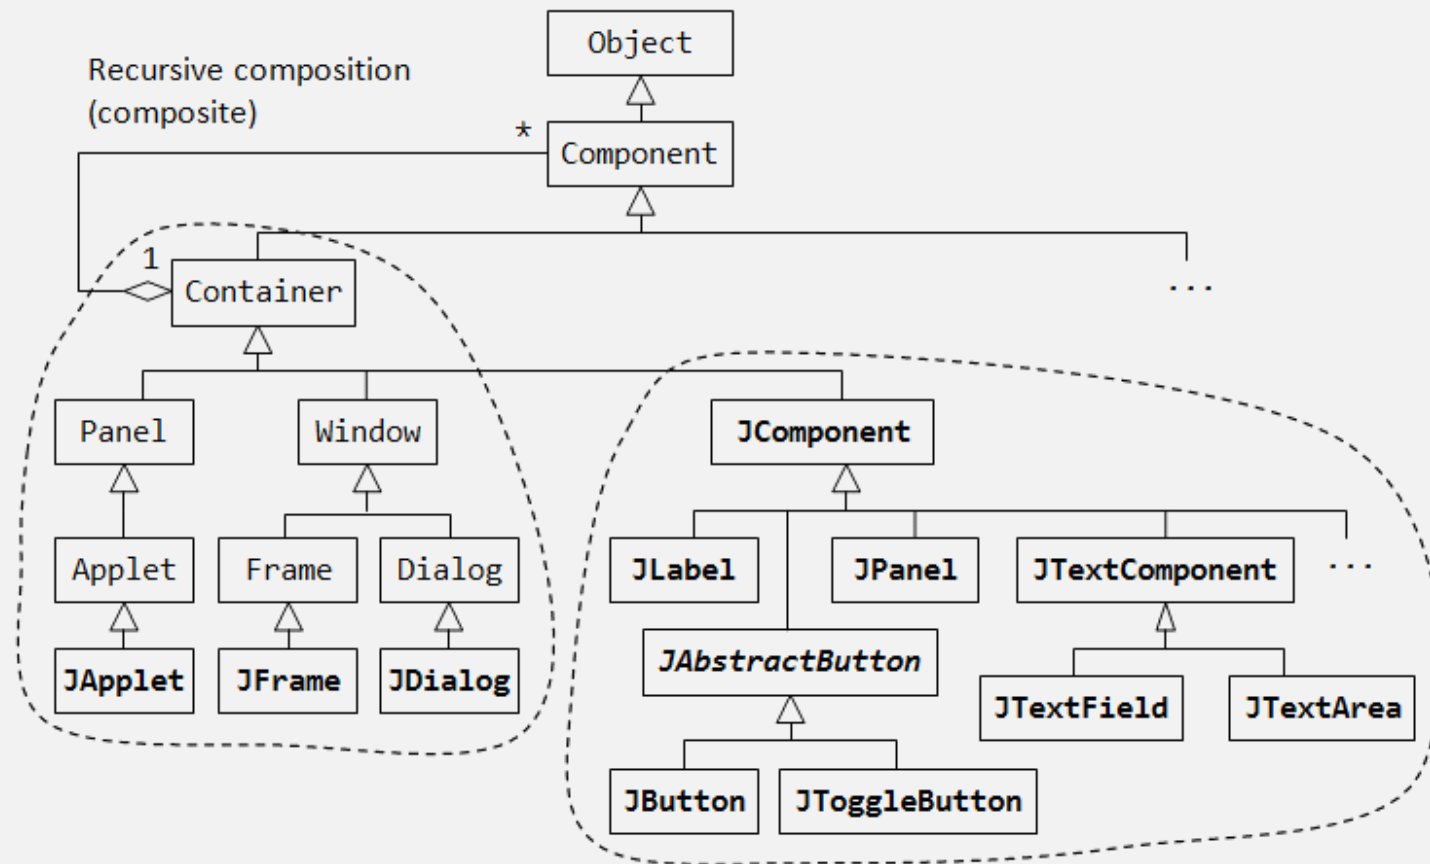 Object
Recursive composition
(composite)
*
Component
1
Container
...
Panel
Window
JComponent
Applet
Frame
Dialog
JLabel
JPanel
JTextComponent
...
JAbstractButton
JApplet
JFrame
JDialog
JTextField
JTextArea
JButton
JToggleButton